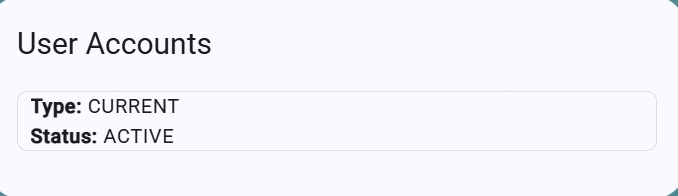 User Accounts
Type: CURRENT
Status: ACTIVE